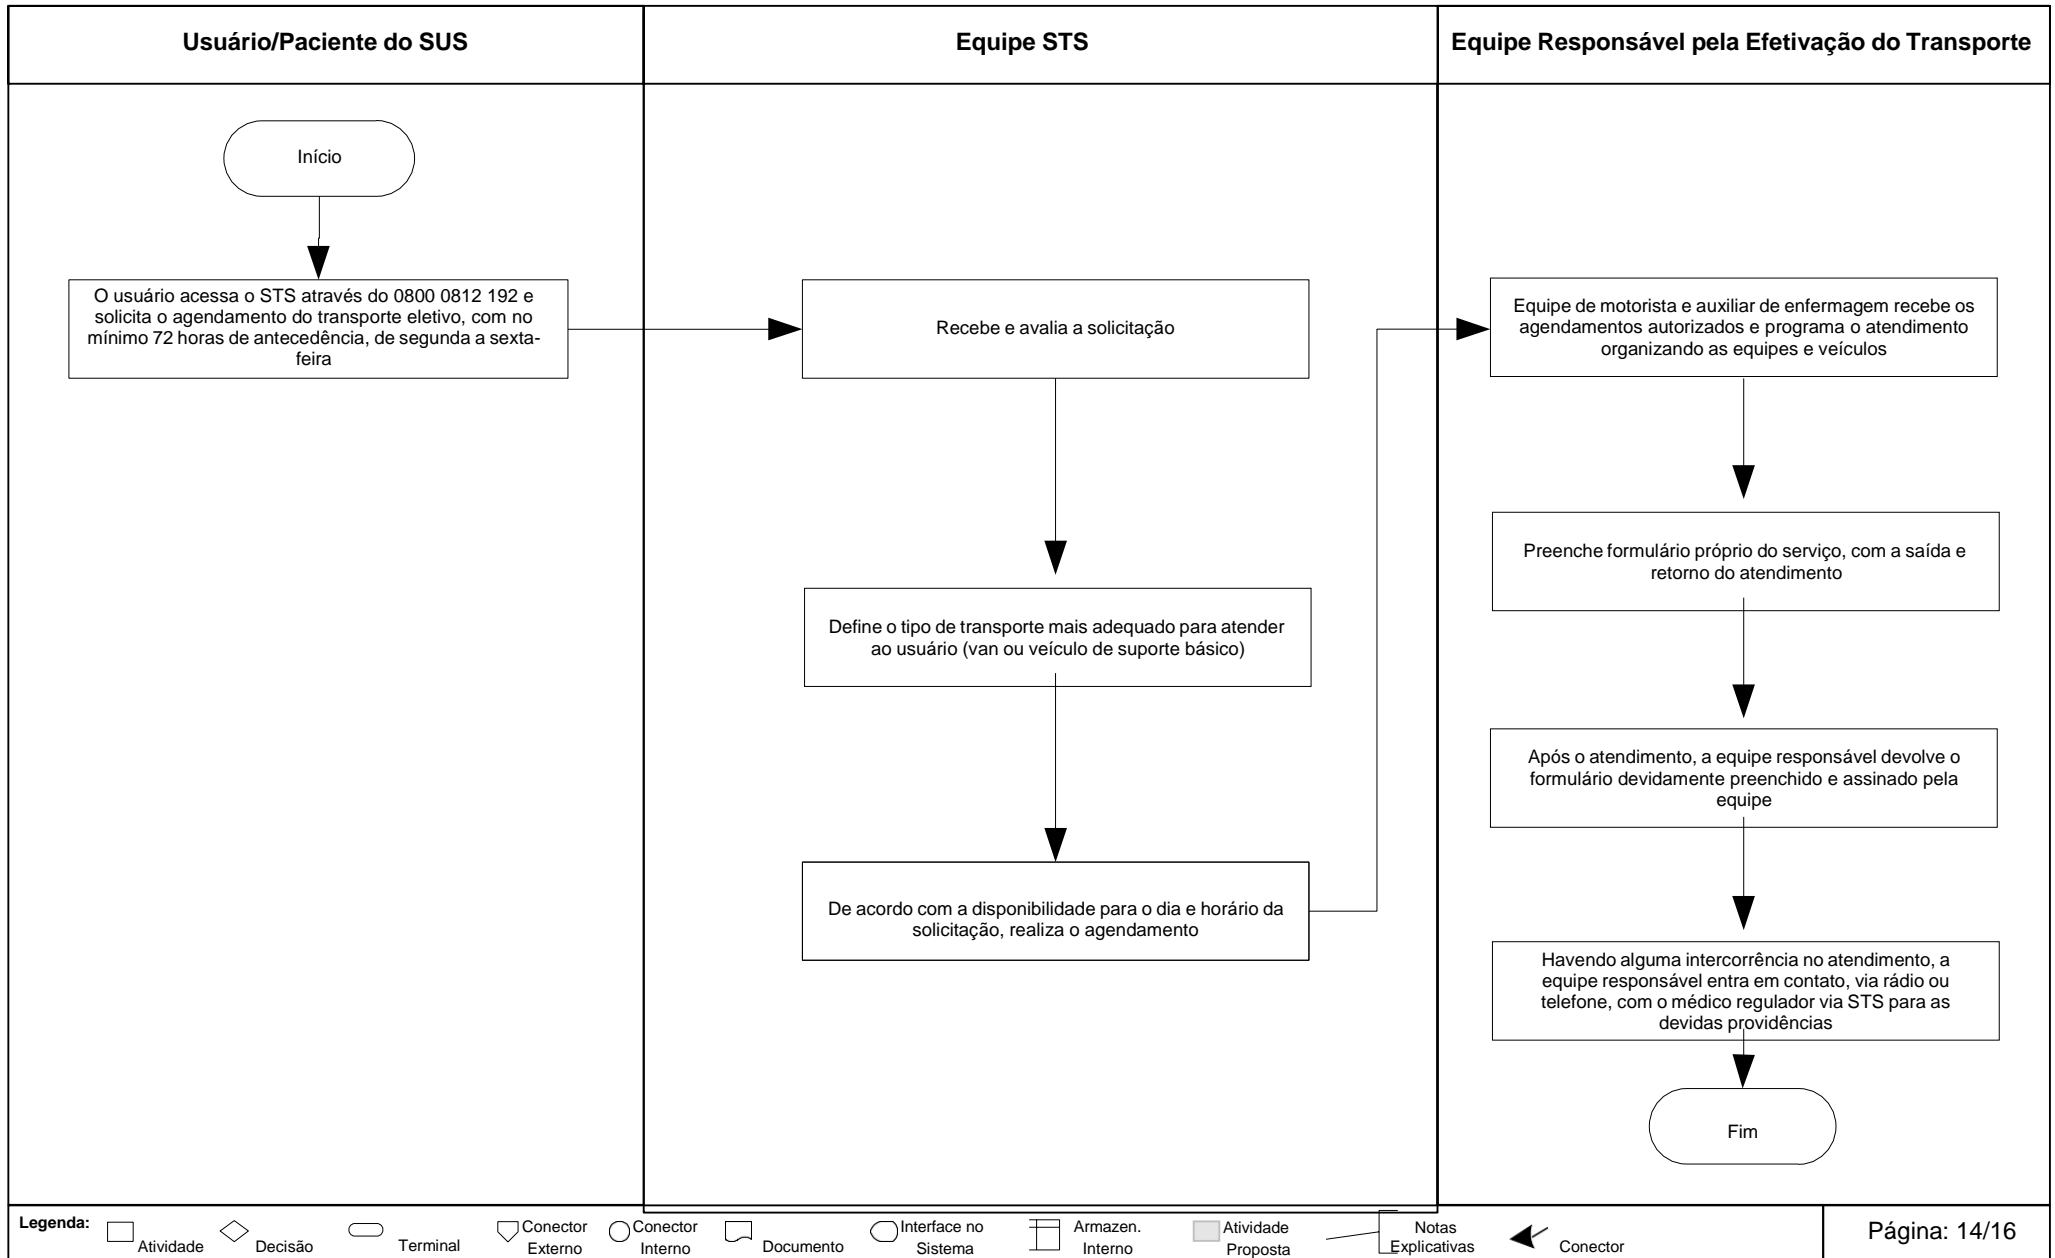 Usuário/Paciente do SUS
Equipe STS
Equipe Responsável pela Efetivação do Transporte
Início
O usuário acessa o STS através do 0800 0812 192 e
solicita o agendamento do transporte eletivo, com no
mínimo 72 horas de antecedência, de segunda a sexta-
feira
Recebe e avalia a solicitação
Define o tipo de transporte mais adequado para atender
ao usuário (van ou veículo de suporte básico)
De acordo com a disponibilidade para o dia e horário da
solicitação, realiza o agendamento
Equipe de motorista e auxiliar de enfermagem recebe os
agendamentos autorizados e programa o atendimento
organizando as equipes e veículos
Preenche formulário próprio do serviço, com a saída e
retorno do atendimento
Após o atendimento, a equipe responsável devolve o
formulário devidamente preenchido e assinado pela
equipe
Havendo alguma intercorrência no atendimento, a
equipe responsável entra em contato, via rádio ou
telefone, com o médico regulador via STS para as
devidas providências
Fim
Legenda:
Atividade
Decisão
Terminal
Conector
Externo
Conector
Interno
Documento
Interface no
Sistema
Armazen.
Interno
Atividade
Proposta
Notas
Explicativas
Conector
Página: 14/16